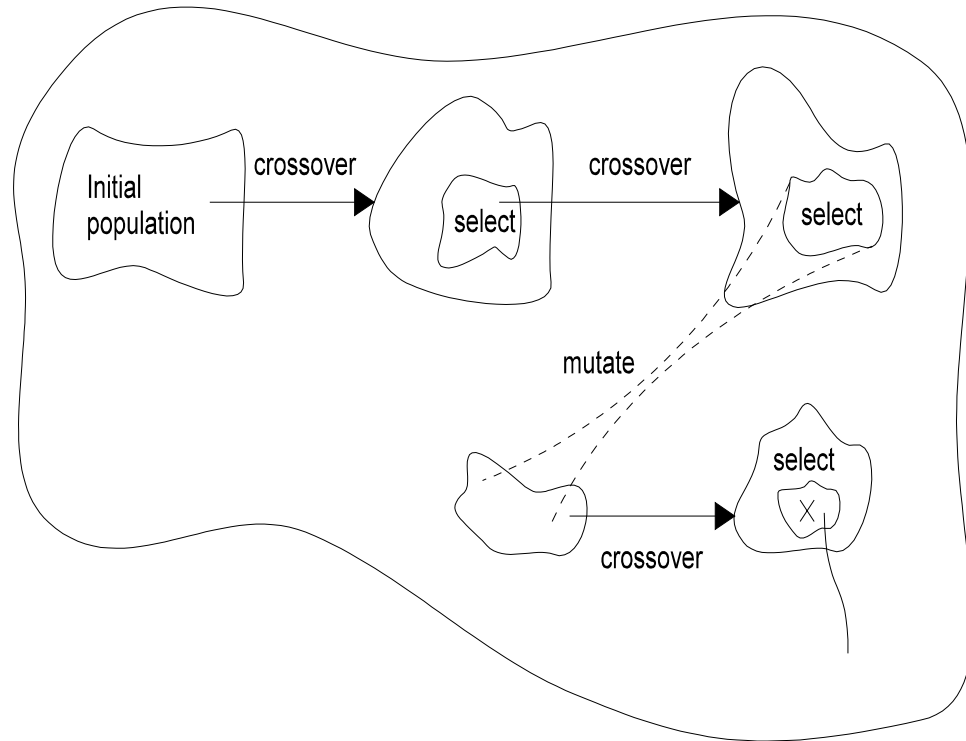 Initial
population
crossover
select
crossover
select
mutate
select
X
crossover